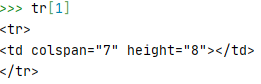 >>> tr[1]
<tr>
<td colspan="7" height="8"></td>
</tr>